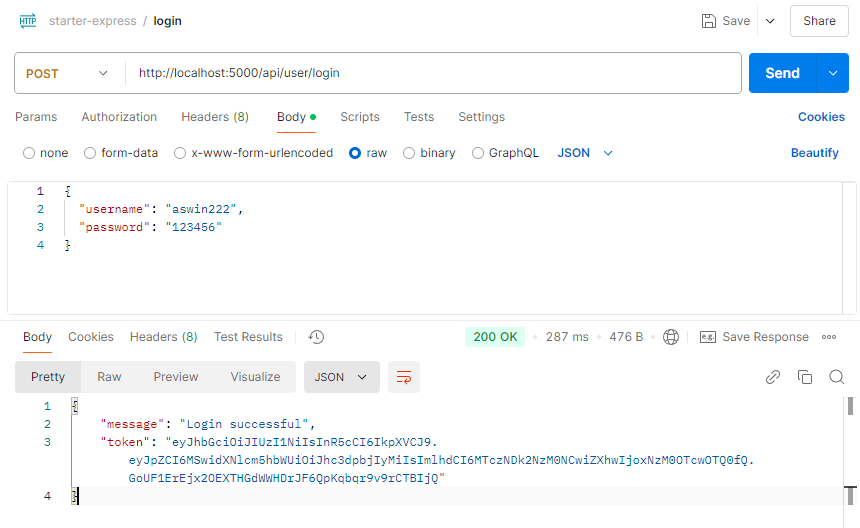 HTTP starter-express / login Save Share
POST http://localhost:5000/api/user/login Send
Params Authorization Headers (8) Body Scripts Tests Settings Cookies
none form-data x-www-form-urlencoded raw binary GraphQL JSON Beautify
1 {
2 "username": "aswin222",
3 "password": "123456"
4 }
Body Cookies Headers (8) Test Results 200 OK 287 ms 476 B e.g. Save Response
Pretty Raw Preview Visualize JSON
1 {
2 "message": "Login successful",
3 "token": "eyJhbGciOiJIUzI1NiIsInR5cCI6IkpXVCJ9.
eyJpZCI6MSwidXNlcm5hbWUiOiJhc3dpbjIyMiIsImlhdCI6MTczNDk2NzM0NCwiZXhwIjoxNzM0OTcwOTQ0fQ.
GoUF1ErEjx2OEXTHGdWWHDrJF6QpKqbqr9v9rCTBIjQ"
4 }